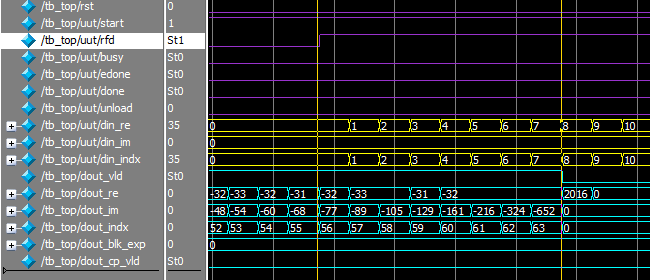 /tb_top/rst 0
/tb_top/uut/start 1
/tb_top/uut/rfd St1
/tb_top/uut/busy St0
/tb_top/uut/edone St0
/tb_top/uut/done St0
/tb_top/uut/unload 0
/tb_top/uut/din_re 35 0 1 2 3 4 5 6 7 8 9 10
/tb_top/uut/din_im 0 0
/tb_top/uut/din_indx 35 0 1 2 3 4 5 6 7 8 9 10
/tb_top/dout_vld St0
/tb_top/dout_re 0 -32 -33 -32 -31 -32 -33 -31 -32 2016 0
/tb_top/dout_im 0 -48 -54 -60 -68 -77 -89 -105 -129 -161 -216 -324 -652 0
/tb_top/dout_indx 0 52 53 54 55 56 57 58 59 60 61 62 63 0
/tb_top/dout_blk_exp 0 0
/tb_top/dout_cp_vld St0